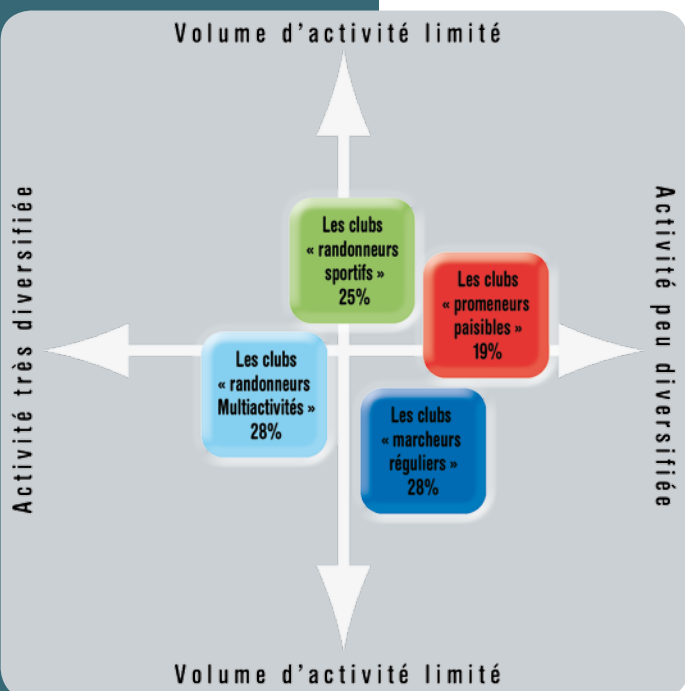 Volume d'activité limité
Activité très diversifiée
Activité peu diversifiée
Les clubs
« randonneurs
sportifs »
25%
Les clubs
« promeneurs
paisibles »
19%
Les clubs
« randonneurs
Multiactivités »
28%
Les clubs
« marcheurs
réguliers »
28%
Volume d'activité limité